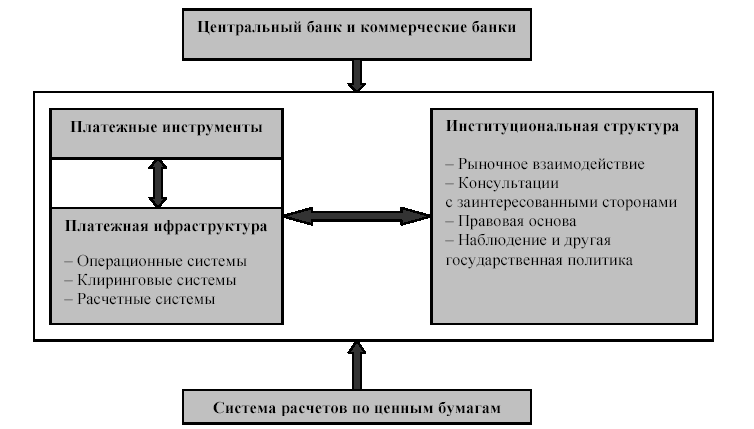 Центральный банк и коммерческие банки
Платежные инструменты
Платежная ифраструктура
– Операционные системы
– Клиринговые системы
– Расчетные системы
Институциональная структура
– Рыночное взаимодействие
– Консультации
с заинтересованными сторонами
– Правовая основа
– Наблюдение и другая
государственная политика
Система расчетов по ценным бумагам